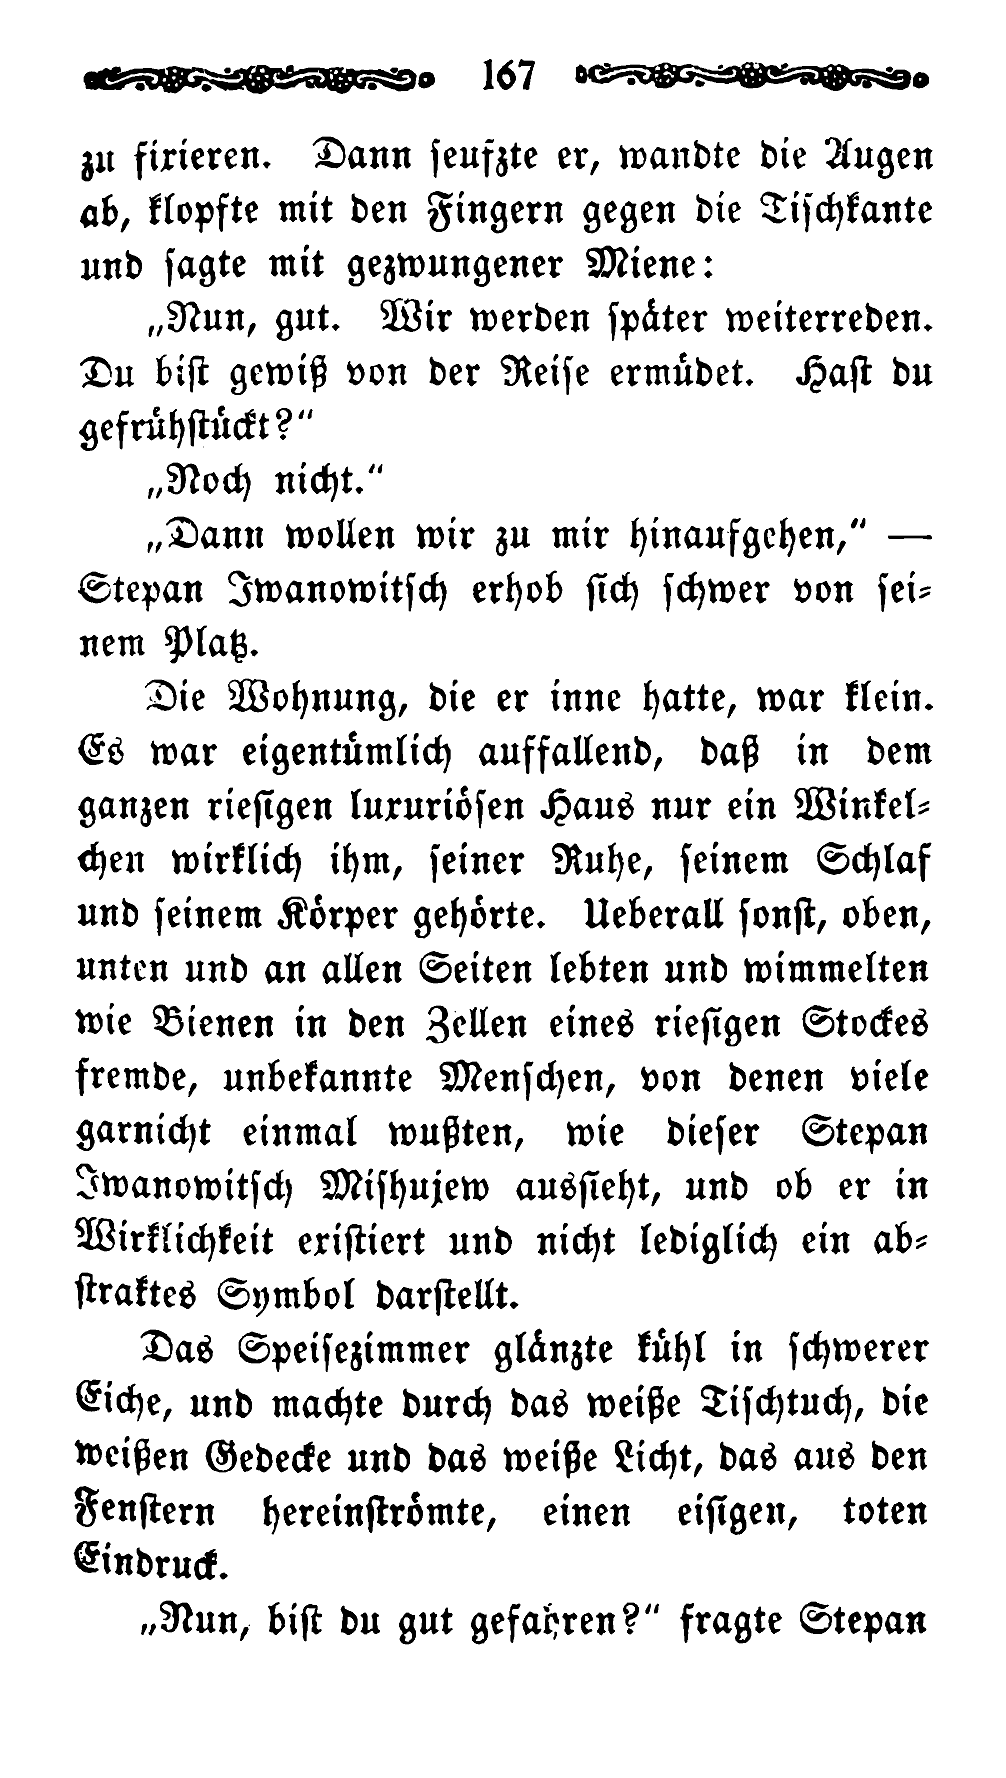 167
zu fixieren. Dann seufzte er, wandte die Augen
ab, klopfte mit den Fingern gegen die Tischkante
und sagte mit gezwungener Miene:
„Nun, gut. Wir werden später weiterreden.
Du bist gewiß von der Reise ermüdet. Hast du
gefrühstückt?“
„Noch nicht.“
„Dann wollen wir zu mir hinaufgehen,“ —
Stepan Iwanowitsch erhob sich schwer von sei-
nem Platz.
Die Wohnung, die er inne hatte, war klein.
Es war eigentümlich auffallend, daß in dem
ganzen riesigen luxuriösen Haus nur ein Winkel-
chen wirklich ihm, seiner Ruhe, seinem Schlaf
und seinem Körper gehörte. Ueberall sonst, oben,
unten und an allen Seiten lebten und wimmelten
wie Bienen in den Zellen eines riesigen Stockes
fremde, unbekannte Menschen, von denen viele
garnicht einmal wußten, wie dieser Stepan
Iwanowitsch Mishujew aussieht, und ob er in
Wirklichkeit existiert und nicht lediglich ein ab-
straktes Symbol darstellt.
Das Speisezimmer glänzte kühl in schwerer
Eiche, und machte durch das weiße Tischtuch, die
weißen Gedecke und das weiße Licht, das aus den
Fenstern hereinströmte, einen eisigen, toten
Eindruck.
„Nun, bist du gut gefahren?“ fragte Stepan